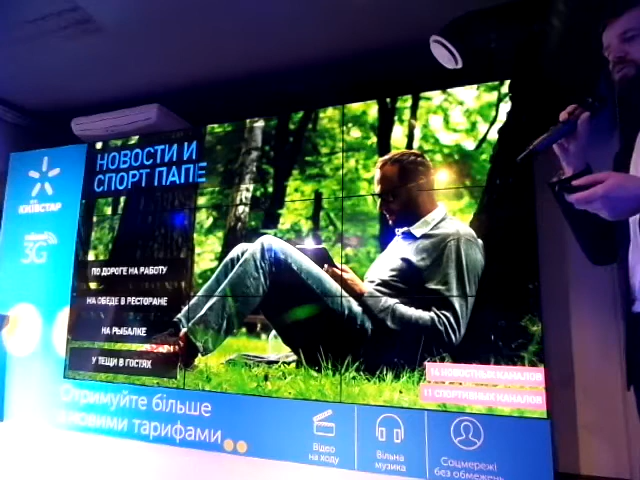 НОВОСТИ И
СПОРТ ПАПЕ
КИЇВСТАР
3G
ПО ДОРОГЕ НА РАБОТУ
НА ОБЕДЕ В РЕСТОРАНЕ
НА РЫБАЛКЕ
У ТЕЩИ В ГОСТЯХ
14 НОВОСТНЫХ КАНАЛОВ
11 СПОРТИВНЫХ КАНАЛОВ
Отримуйте більше
тарифами
Відео
на ходу
Вільна
музика
Соцмережі
без обмежень